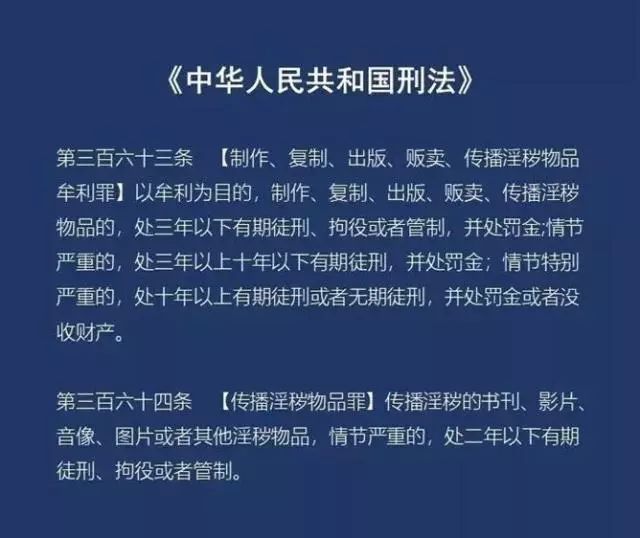 《中华人民共和国刑法》
第三百六十三条 【制作、复制、出版、贩卖、传播淫秽物品
牟利罪】以牟利为目的，制作、复制、出版、贩卖、传播淫秽
物品的，处三年以下有期徒刑、拘役或者管制，并处罚金;情节
严重的，处三年以上十年以下有期徒刑，并处罚金；情节特别
严重的，处十年以上有期徒刑或者无期徒刑，并处罚金或者没
收财产。
第三百六十四条 【传播淫秽物品罪】传播淫秽的书刊、影片、
音像、图片或者其他淫秽物品，情节严重的，处二年以下有期
徒刑、拘役或者管制。